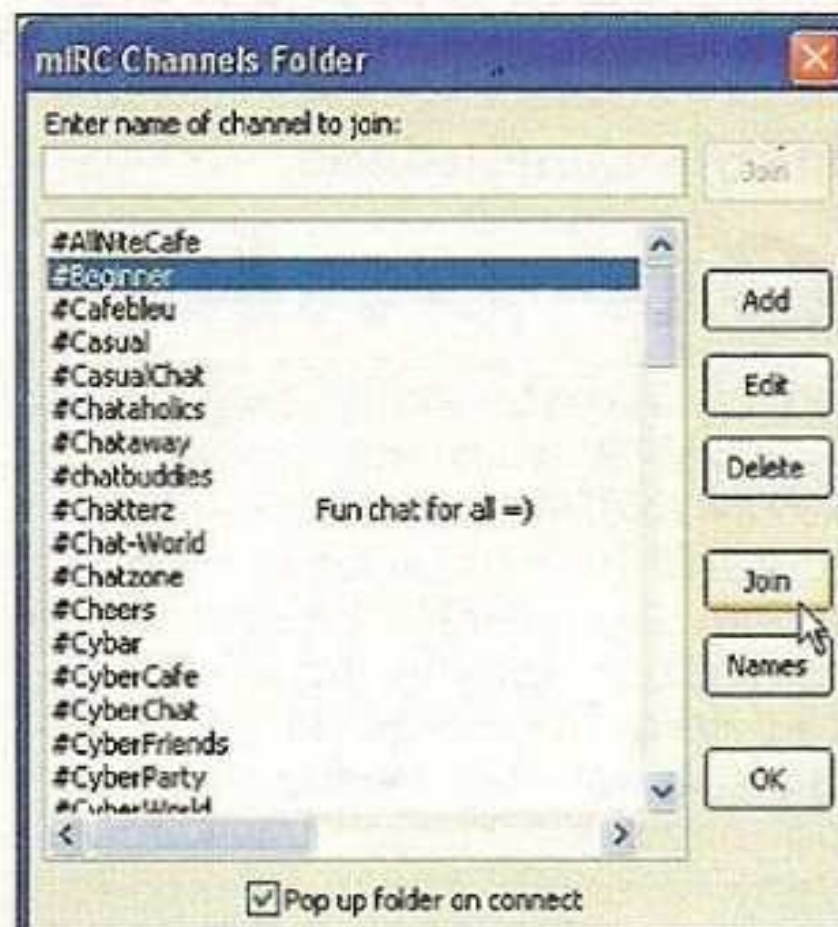 mIRC Channels Folder
Enter name of channel to join:
Join
#AllNiteCafe
#Beginner
#Cafebleu
#Casual
#CasualChat
#Chataholics
#Chataway
#chatbuddies
#Chatterz Fun chat for all =)
#Chat-World
#Chatzone
#Cheers
#Cybar
#CyberCafe
#CyberChat
#CyberFriends
#CyberParty
#CyberWorld
Add
Edit
Delete
Join
Names
OK
Pop up folder on connect